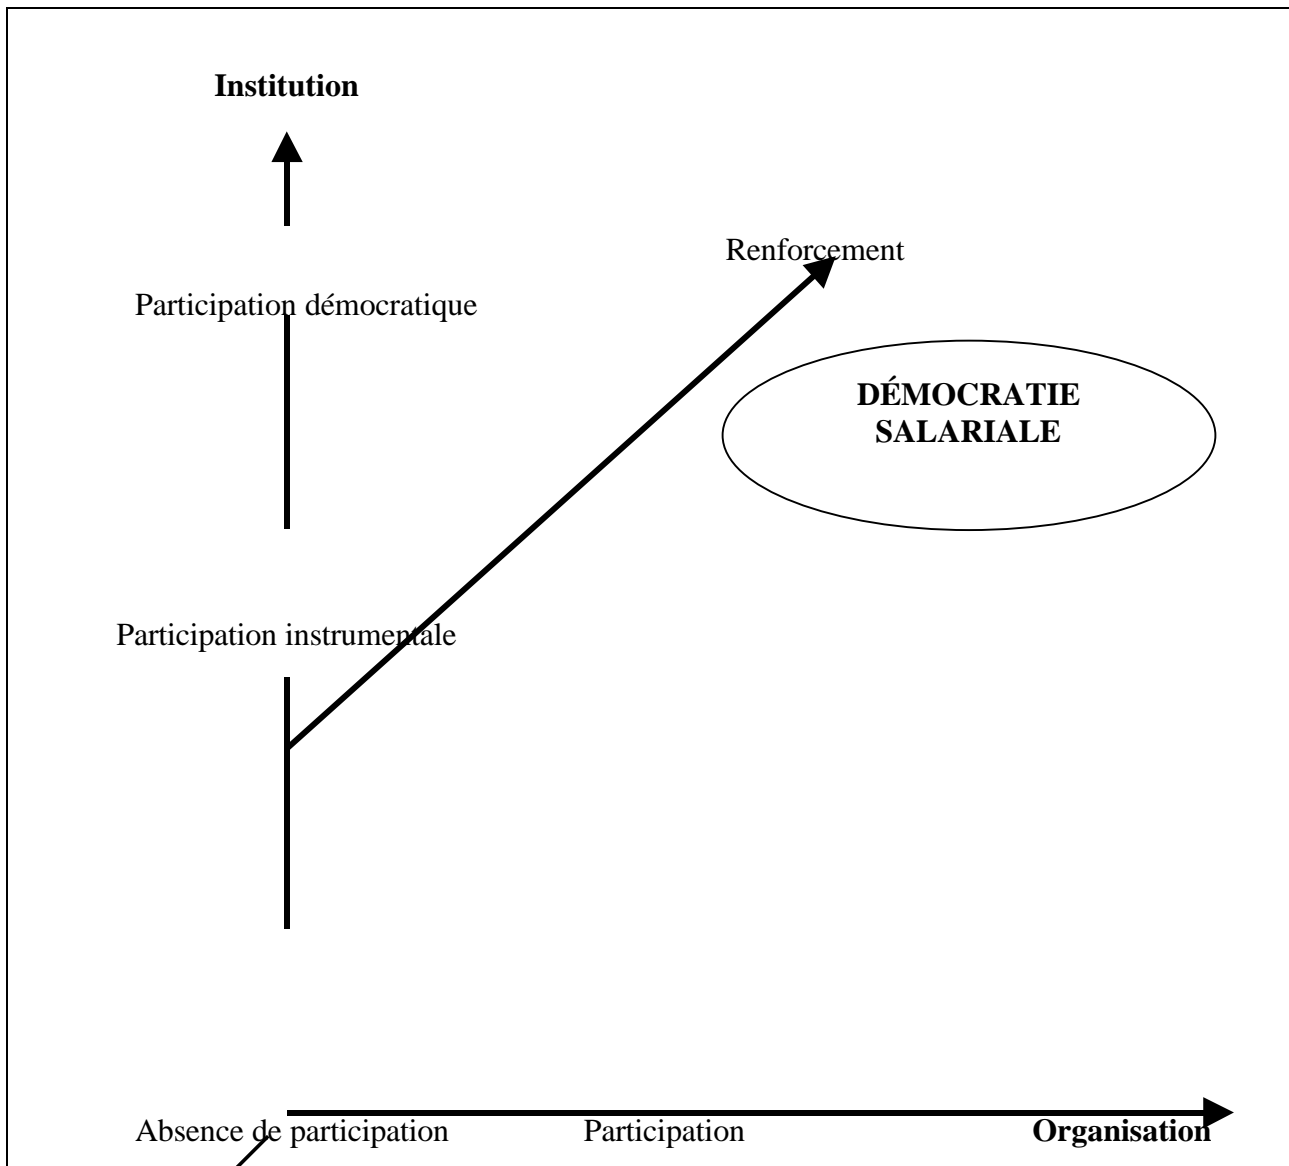 Institution
Renforcement
Participation démocratique
DÉMOCRATIE
SALARIALE
Participation instrumentale
Absence de participation
Participation
Organisation